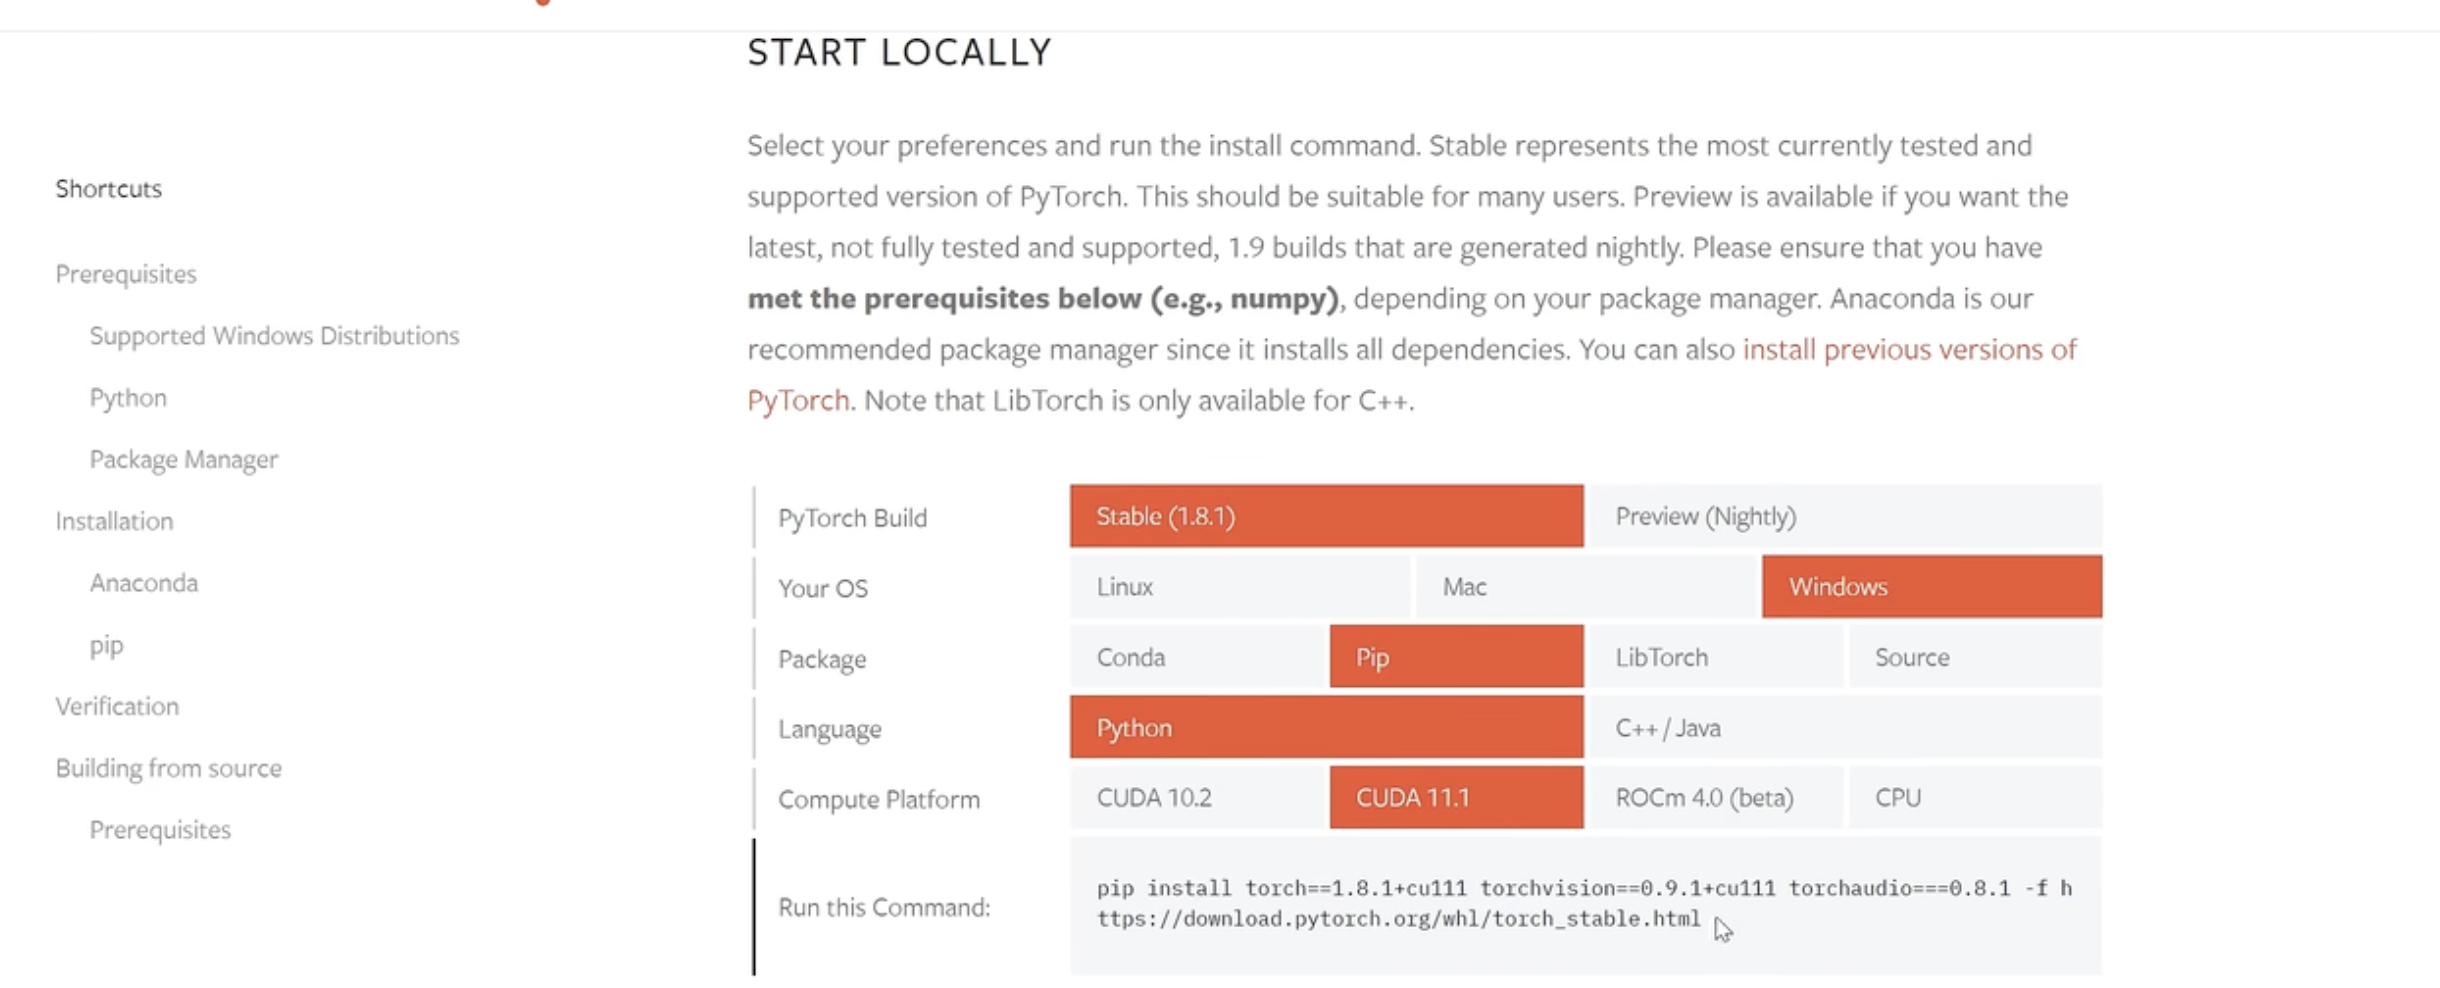 START LOCALLY
Shortcuts
Prerequisites
Supported Windows Distributions
Python
Package Manager
Installation
Anaconda
pip
Verification
Building from source
Prerequisites
Select your preferences and run the install command. Stable represents the most currently tested and
supported version of PyTorch. This should be suitable for many users. Preview is available if you want the
latest, not fully tested and supported, 1.9 builds that are generated nightly. Please ensure that you have
met the prerequisites below (e.g., numpy), depending on your package manager. Anaconda is our
recommended package manager since it installs all dependencies. You can also install previous versions of
PyTorch. Note that LibTorch is only available for C++.
PyTorch Build Stable (1.8.1) Preview (Nightly)
Your OS Linux Mac Windows
Package Conda Pip LibTorch Source
Language Python C++ / Java
Compute Platform CUDA 10.2 CUDA 11.1 ROCm 4.0 (beta) CPU
Run this Command:
pip install torch==1.8.1+cu111 torchvision==0.9.1+cu111 torchaudio===0.8.1 -f h
ttps://download.pytorch.org/whl/torch_stable.html